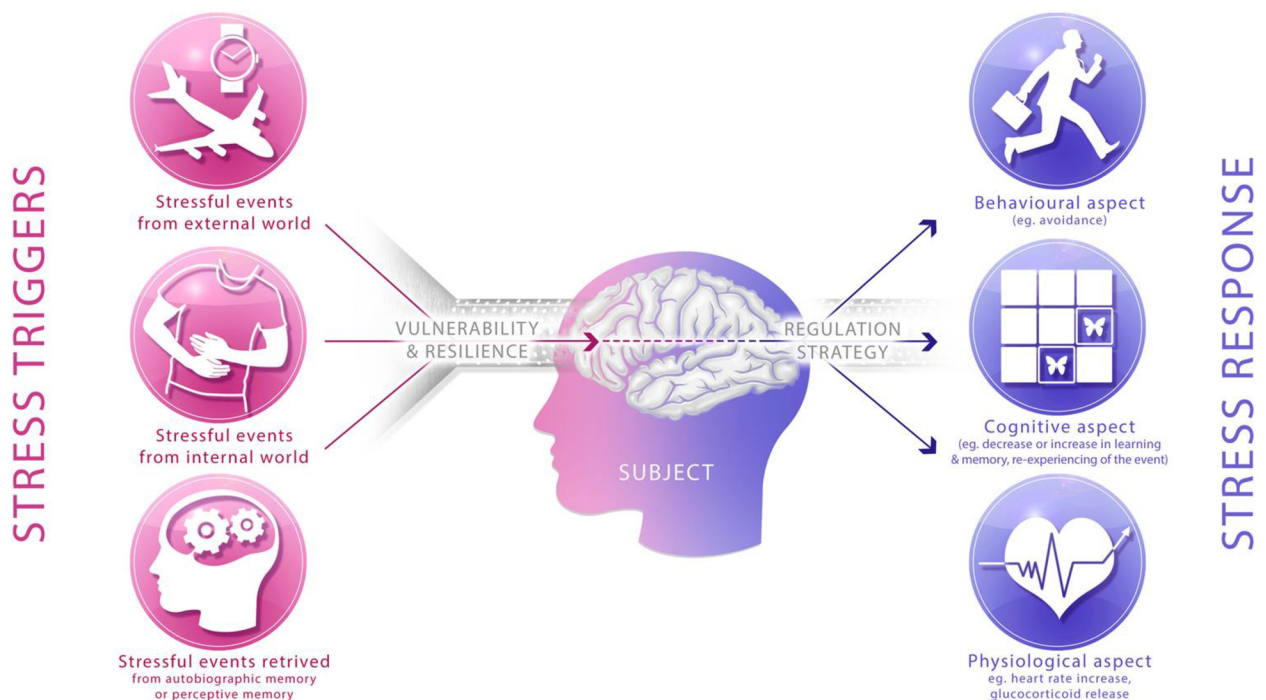 STRESS TRIGGERS
Stressful events
from external world
Stressful events
from internal world
Stressful events retrived
from autobiographic memory
or perceptive memory
VULNERABILITY
& RESILIENCE
SUBJECT
REGULATION
STRATEGY
Behavioural aspect
(eg. avoidance)
Cognitive aspect
(eg. decrease or increase in learning
& memory, re-experiencing of the event)
Physiological aspect
eg. heart rate increase,
glucocorticoid release
STRESS RESPONSE